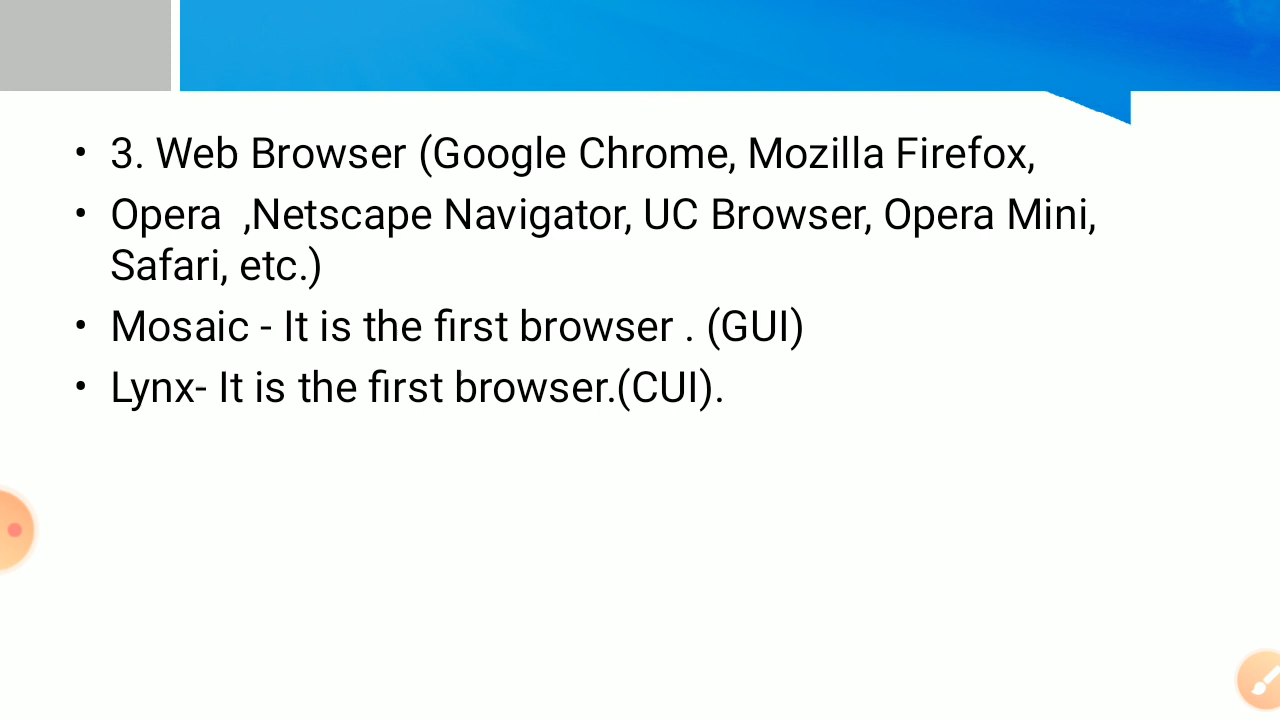 • 3. Web Browser (Google Chrome, Mozilla Firefox,
• Opera  ,Netscape Navigator, UC Browser, Opera Mini,
Safari, etc.)
• Mosaic - It is the first browser . (GUI)
• Lynx- It is the first browser.(CUI).